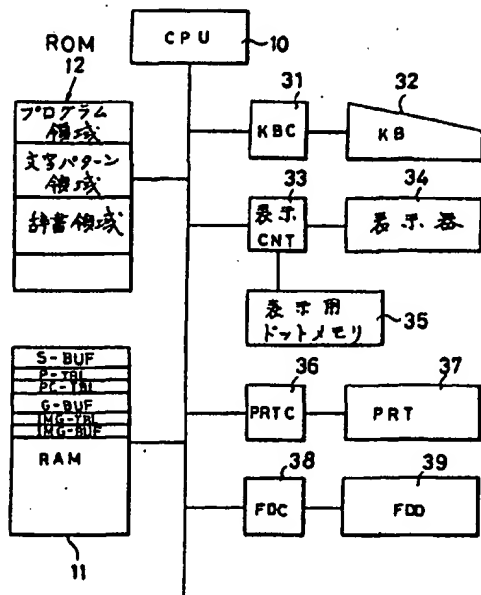 CPU
10
ROM
12
プログラム
領域
文字パターン
領域
辞書領域
31
KBC
32
KB
33
表示
CNT
34
表示器
表示用
ドットメモリ
35
S-BUF
P-TBL
PC-TBL
G-BUF
IMG-TBL
IMG-BUF
RAM
11
36
PRTC
37
PRT
38
FDC
39
FDD